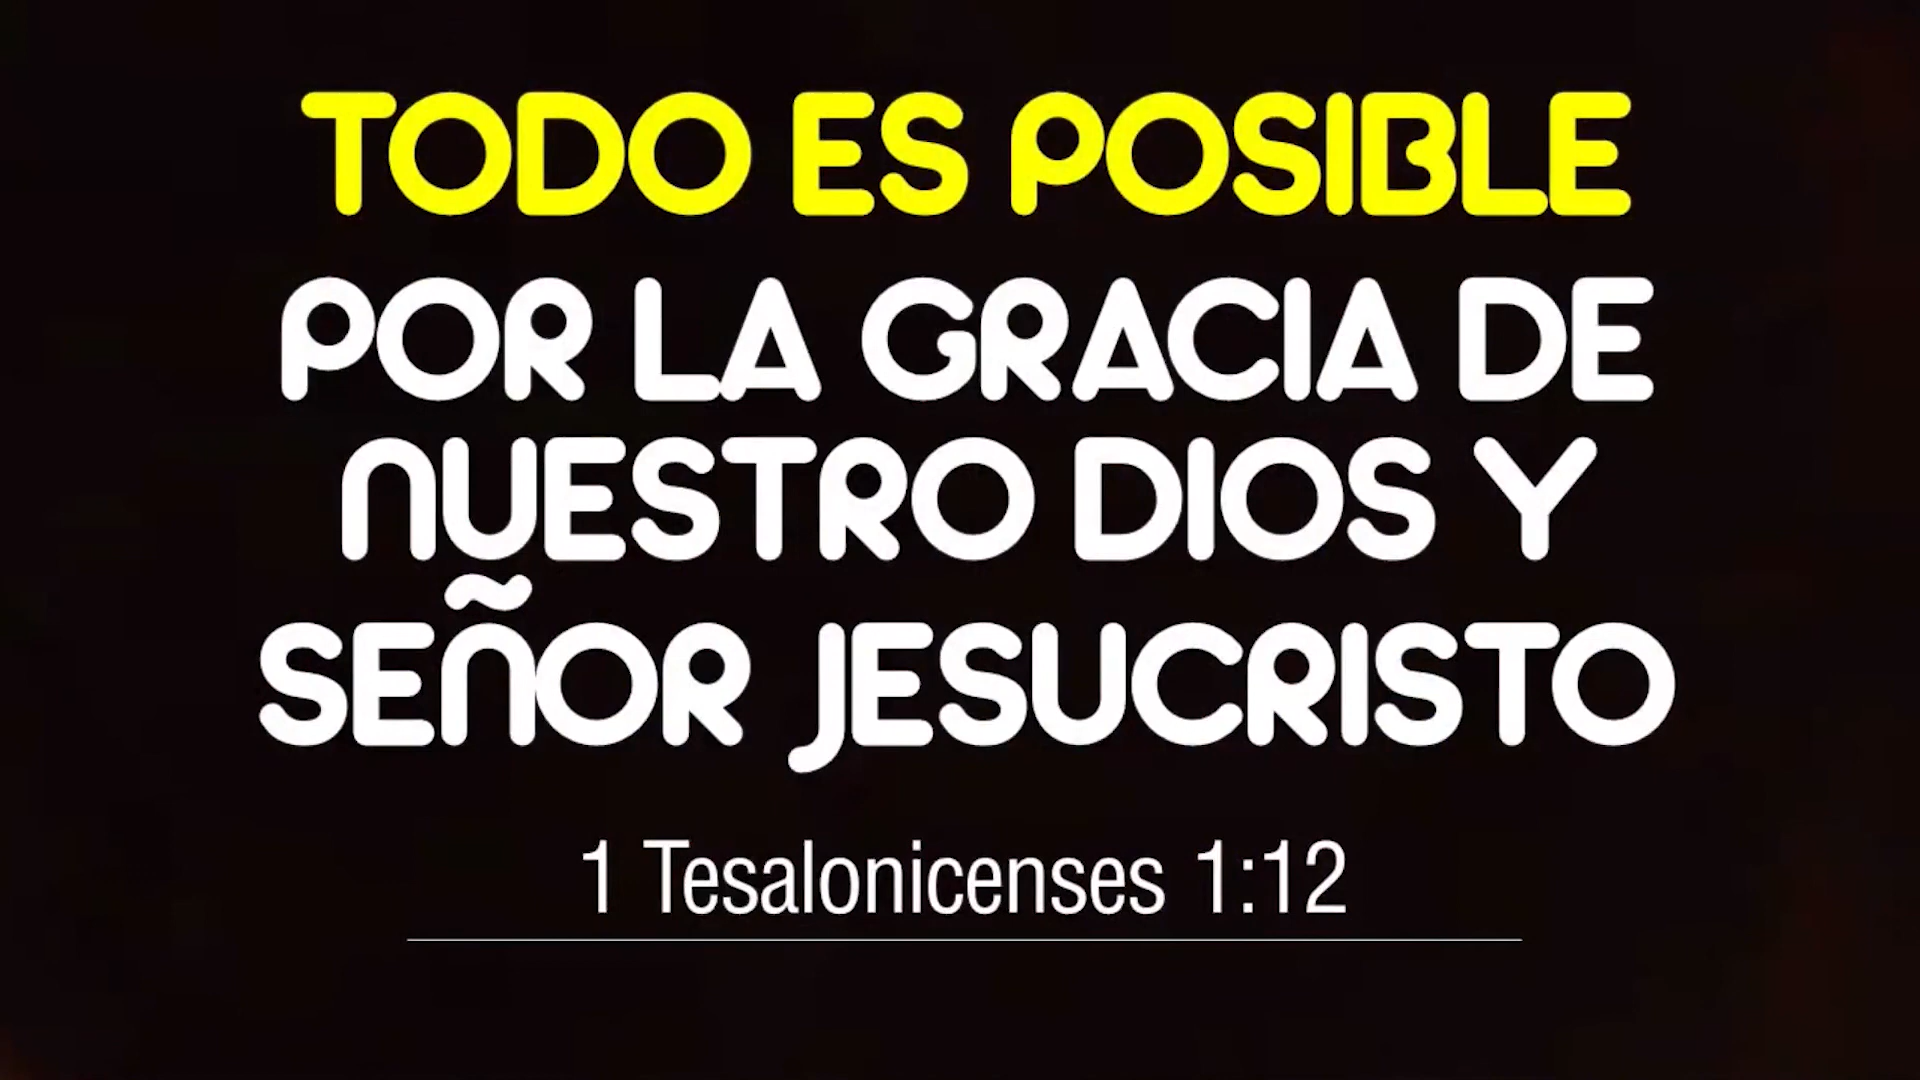 TODO ES POSIBLE
POR LA GRACIA DE
NUESTRO DIOS Y
SEÑOR JESUCRISTO
1 Tesalonicenses 1:12